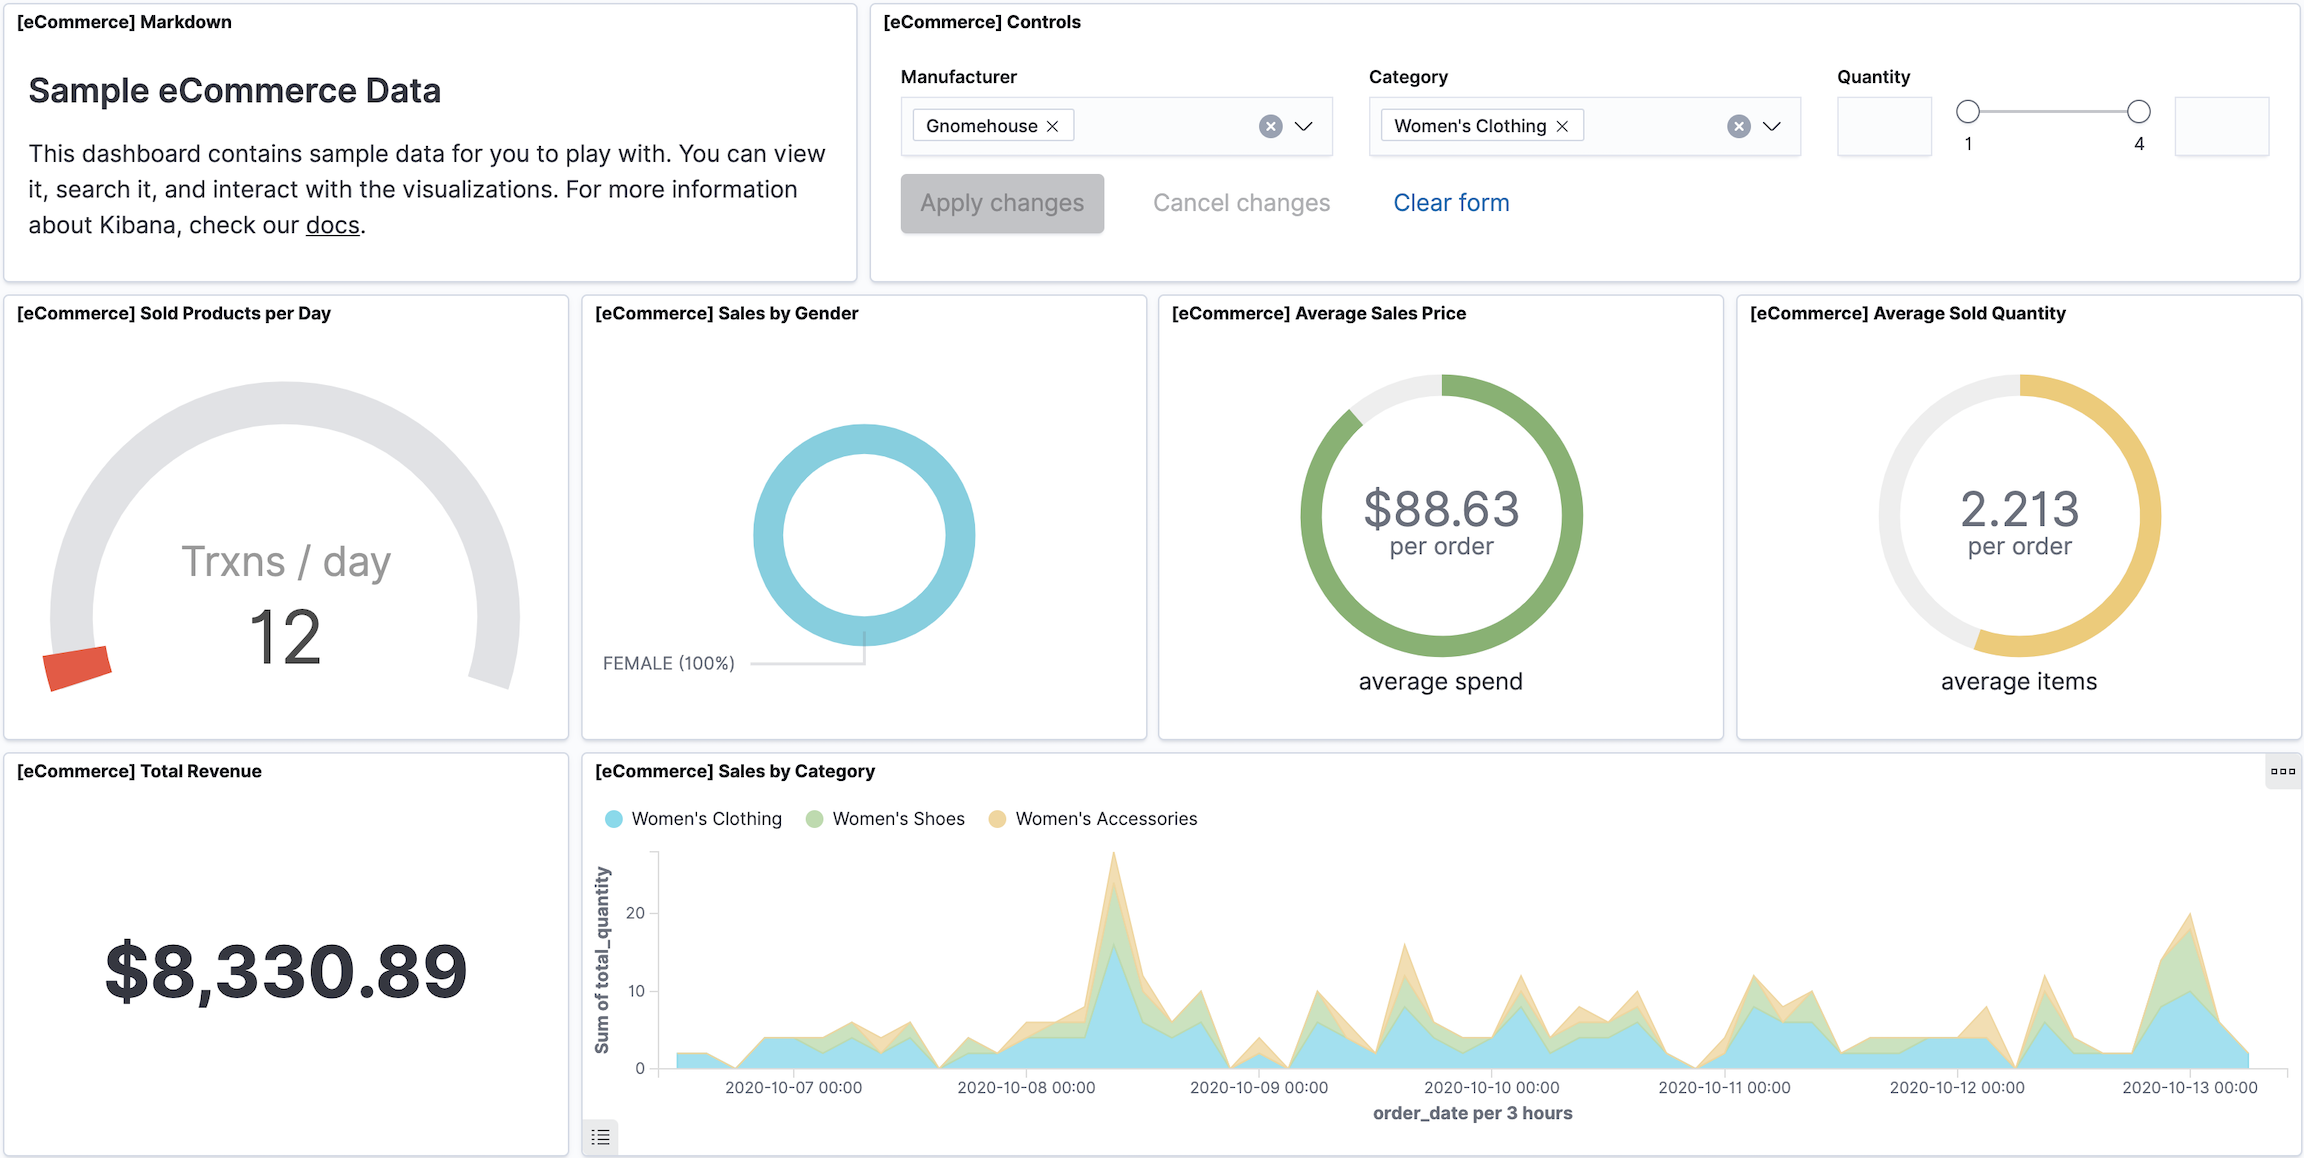 [eCommerce] Markdown
Sample eCommerce Data
This dashboard contains sample data for you to play with. You can view
it, search it, and interact with the visualizations. For more information
about Kibana, check our docs.
[eCommerce] Controls
Manufacturer
Gnomehouse
Category
Women's Clothing
Quantity
1
4
Apply changes
Cancel changes
Clear form
[eCommerce] Sold Products per Day
Trxns / day
12
[eCommerce] Sales by Gender
FEMALE (100%)
[eCommerce] Average Sales Price
$88.63
per order
average spend
[eCommerce] Average Sold Quantity
2.213
per order
average items
[eCommerce] Total Revenue
$8,330.89
[eCommerce] Sales by Category
Women's Clothing
Women's Shoes
Women's Accessories
Sum of total_quantity
20
10
0
2020-10-07 00:00
2020-10-08 00:00
2020-10-09 00:00
2020-10-10 00:00
2020-10-11 00:00
2020-10-12 00:00
2020-10-13 00:00
order_date per 3 hours